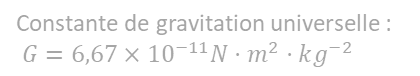 Constante de gravitation universelle :
G = 6,67 × 10⁻¹¹N · m² · kg⁻²